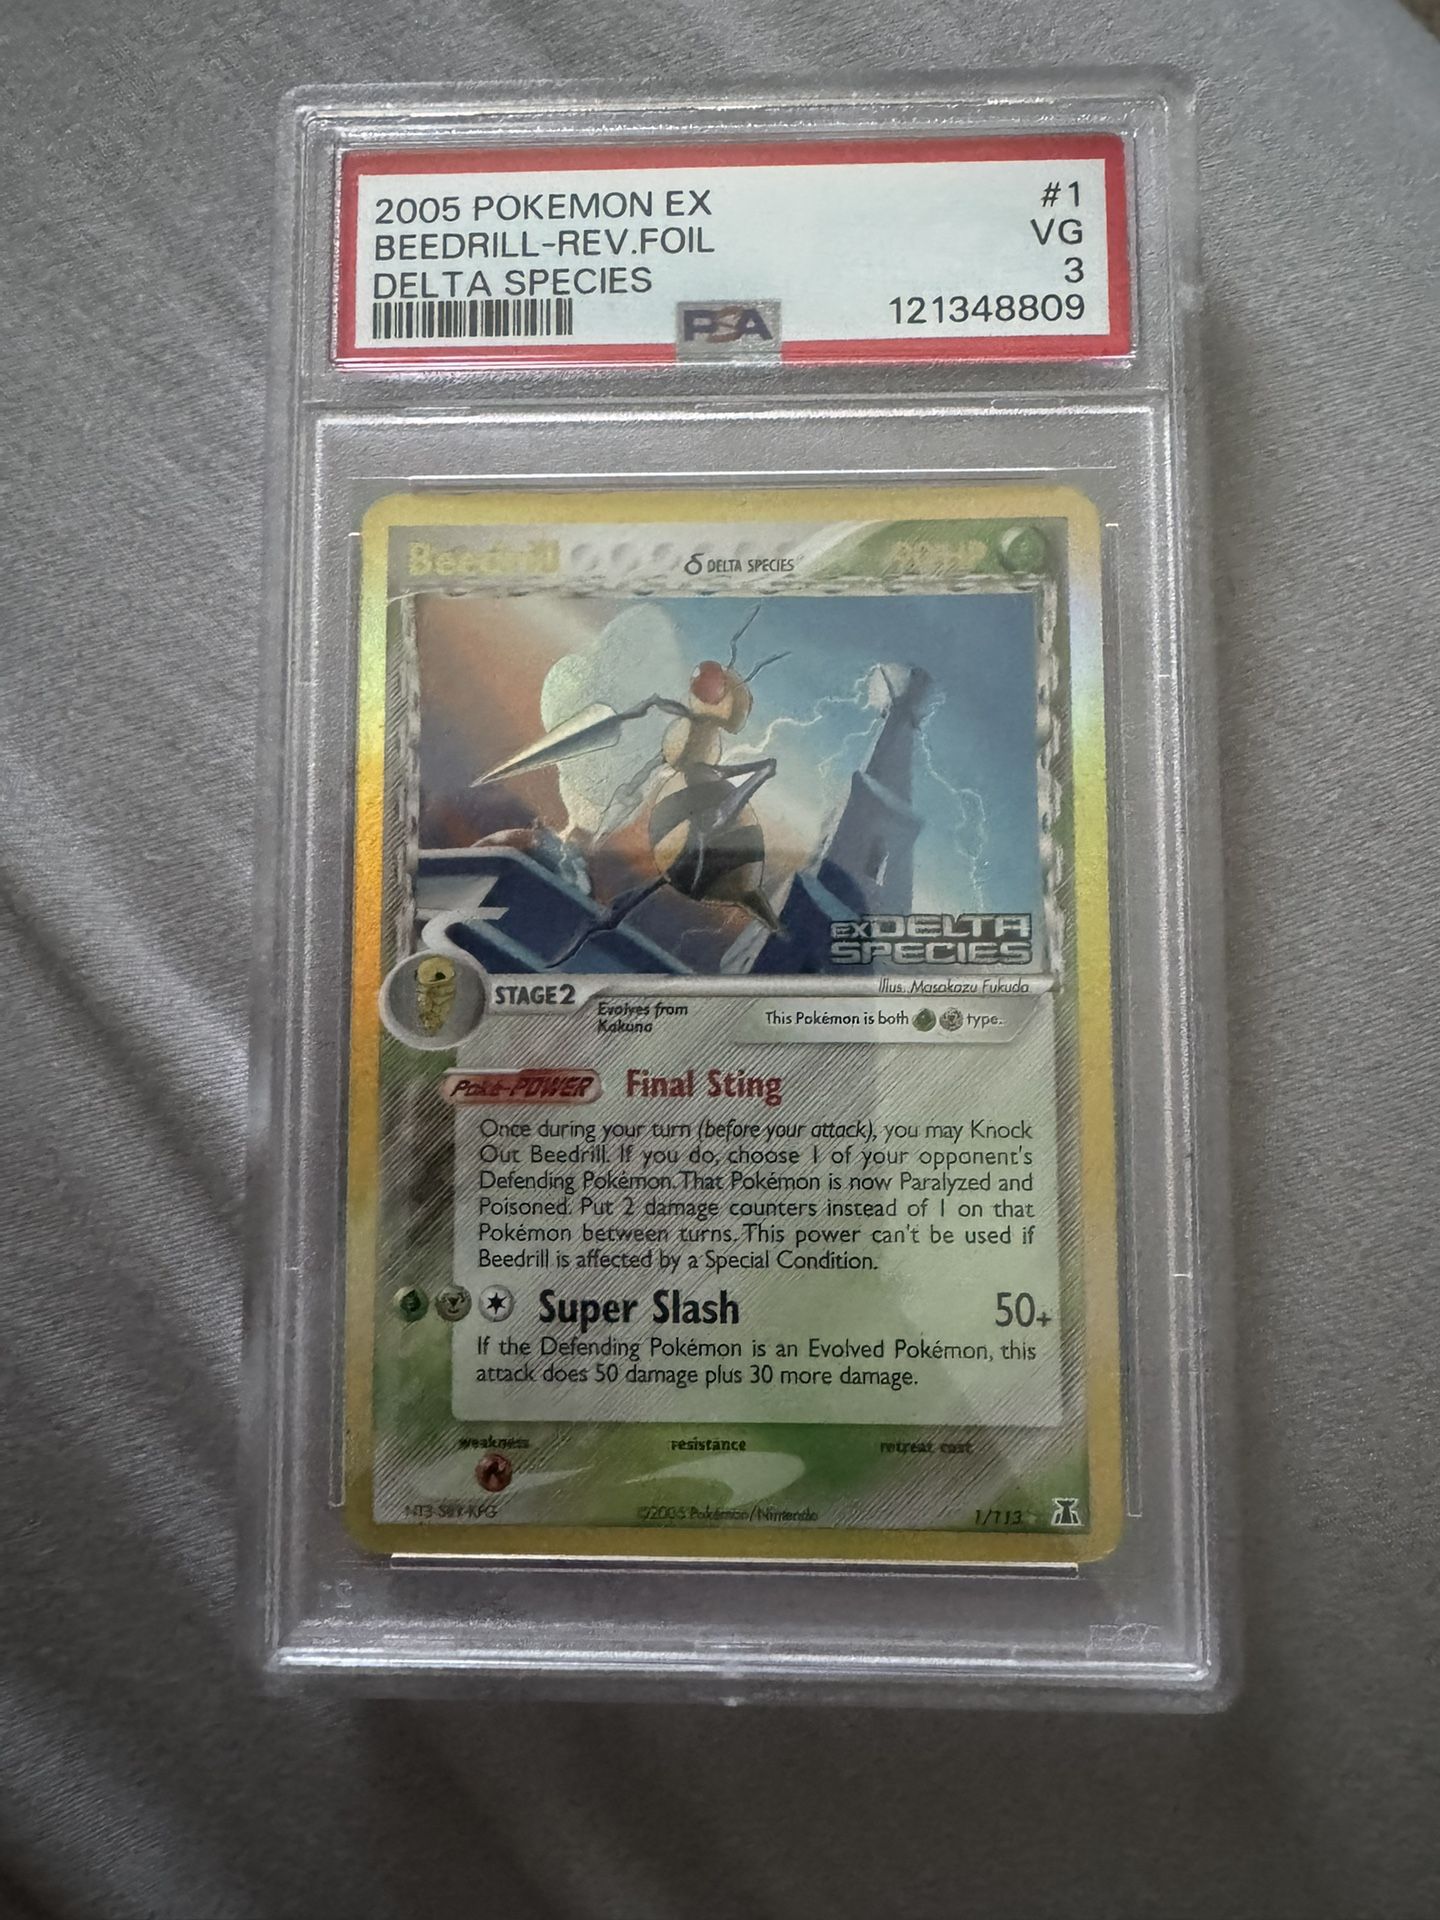 2005 POKEMON EX #1
BEEDRILL-REV.FOIL VG
DELTA SPECIES 3
PSA 121348809
Beedrill δ DELTA SPECIES
EX DELTA
SPECIES
Illus. Masakazu Fukuda
STAGE 2
Evolves from
Kakuna
This Pokémon is both type.
Poké-POWER Final Sting
Once during your turn (before your attack), you may Knock
Out Beedrill. If you do, choose 1 of your opponent's
Defending Pokémon. That Pokémon is now Paralyzed and
Poisoned. Put 2 damage counters instead of 1 on that
Pokémon between turns. This power can't be used if
Beedrill is affected by a Special Condition.
Super Slash 50+
If the Defending Pokémon is an Evolved Pokémon, this
attack does 50 damage plus 30 more damage.
weakness resistance retreat cost
©2005 Pokémon/Nintendo 1/113